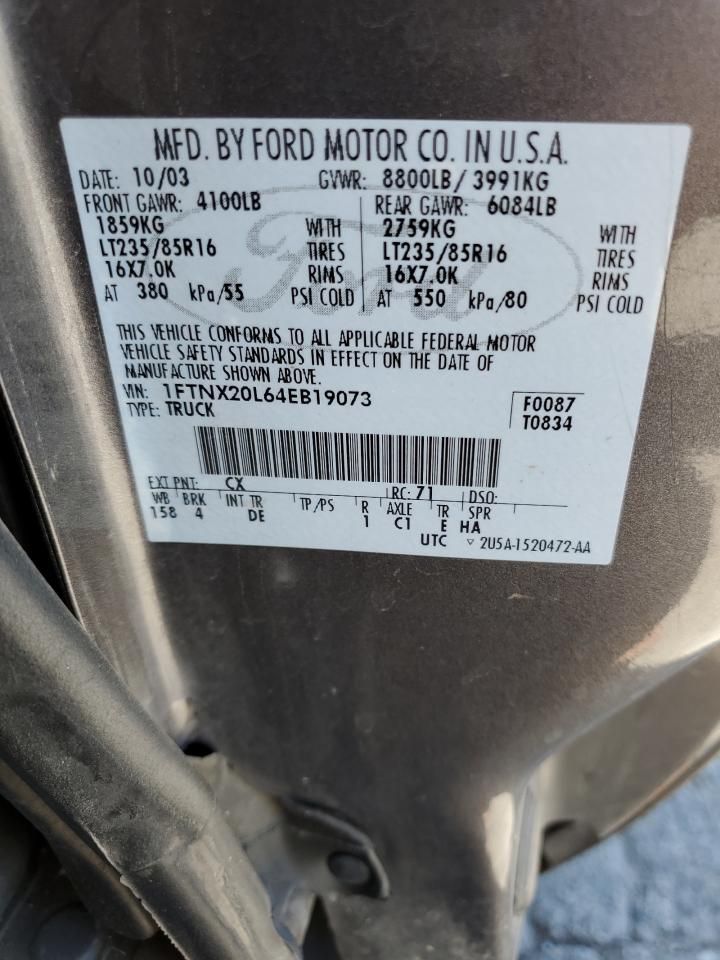 MFD. BY FORD MOTOR CO. IN U.S.A.
DATE: 10/03 GVWR: 8800LB/ 3991KG
FRONT GAWR: 4100LB REAR GAWR: 6084LB
1859KG WITH 2759KG WITH
LT235/85R16 TIRES LT235/85R16 TIRES
16X7.0K RIMS 16X7.0K RIMS
AT 380 kPa/55 PSI COLD AT 550 kPa/80 PSI COLD
Ford
THIS VEHICLE CONFORMS TO ALL APPLICABLE FEDERAL MOTOR
VEHICLE SAFETY STANDARDS IN EFFECT ON THE DATE OF
MANUFACTURE SHOWN ABOVE.
VIN: 1FTNX20L64EB19073 F0087
TYPE: TRUCK T0834
EXT PNT: CX RC: 71 DSO:
WB BRK INT TR TP/PS R AXLE TR SPR
158 4 DE 1 C1 E HA
UTC ▿ 2U5A-1520472-AA